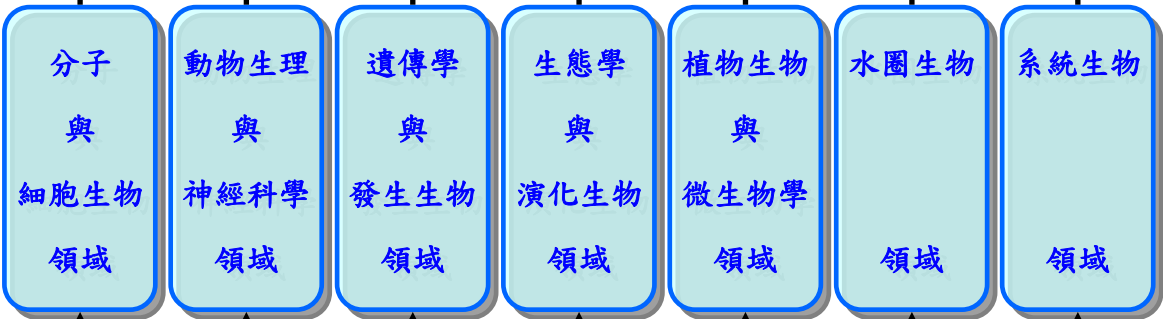 分子
與
細胞生物
領域
動物生理
與
神經科學
領域
遺傳學
與
發生生物
領域
生態學
與
演化生物
領域
植物生物
與
微生物學
領域
水圈生物
領域
系統生物
領域